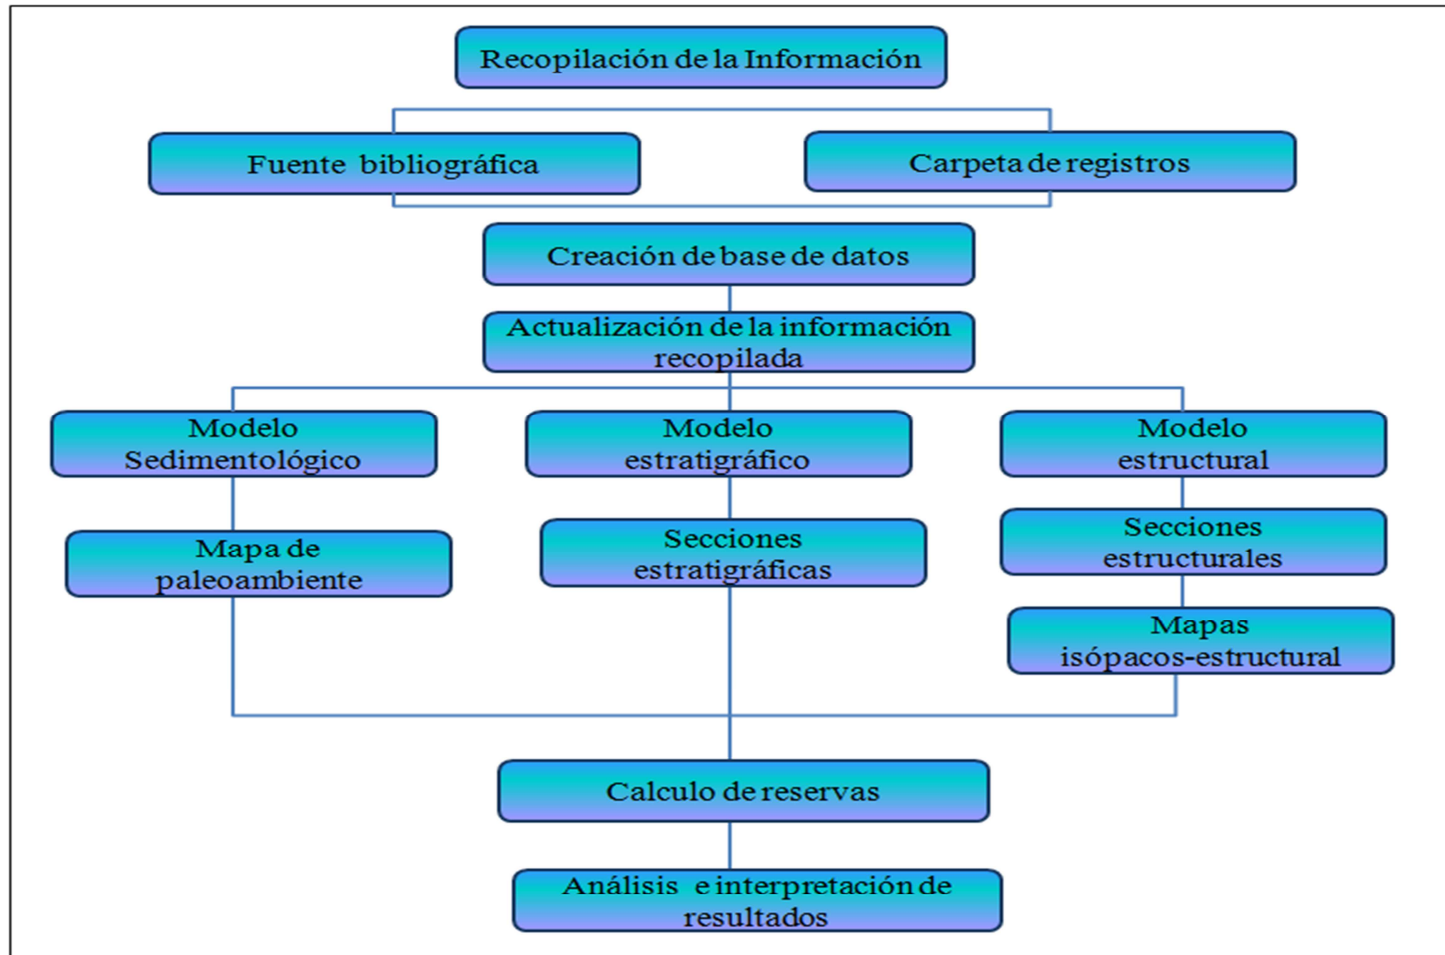 Recopilación de la Información
Fuente bibliográfica
Carpeta de registros
Creación de base de datos
Actualización de la información
recopilada
Modelo
Sedimentológico
Modelo
estratigráfico
Modelo
estructural
Mapa de
paleoambiente
Secciones
estratigráficas
Secciones
estructurales
Mapas
isópacos-estructural
Calculo de reservas
Análisis e interpretación de
resultados